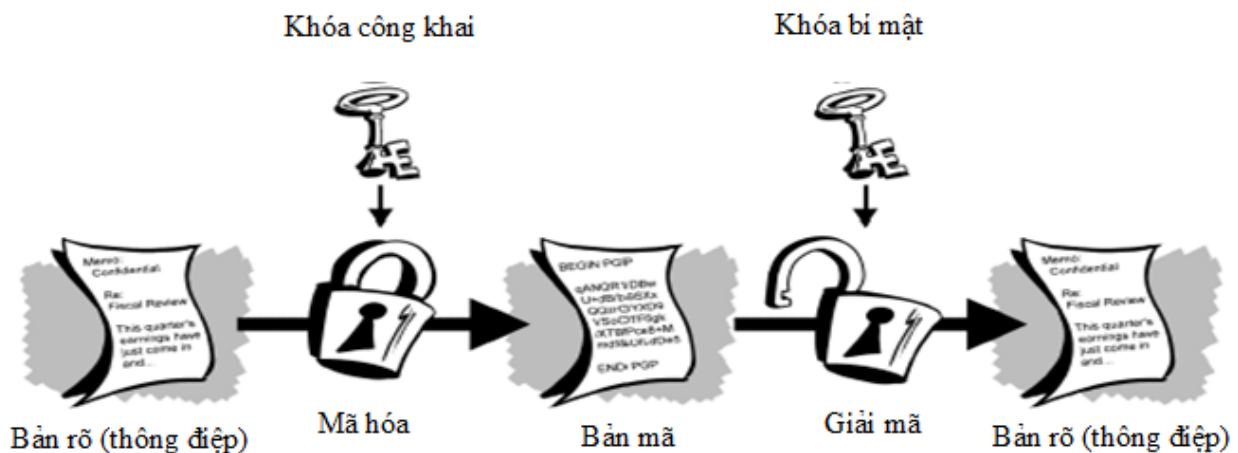 Khóa công khai
Khóa bí mật
Memo:
Confidential
Re:
Fiscal Review
This quarter's
earnings have
just come in
and...
BEGIN PGP
END PGP
Memo:
Confidential
Re:
Fiscal Review
This quarter's
earnings have
just come in
and...
Bản rõ (thông điệp)
Mã hóa
Bản mã
Giải mã
Bản rõ (thông điệp)